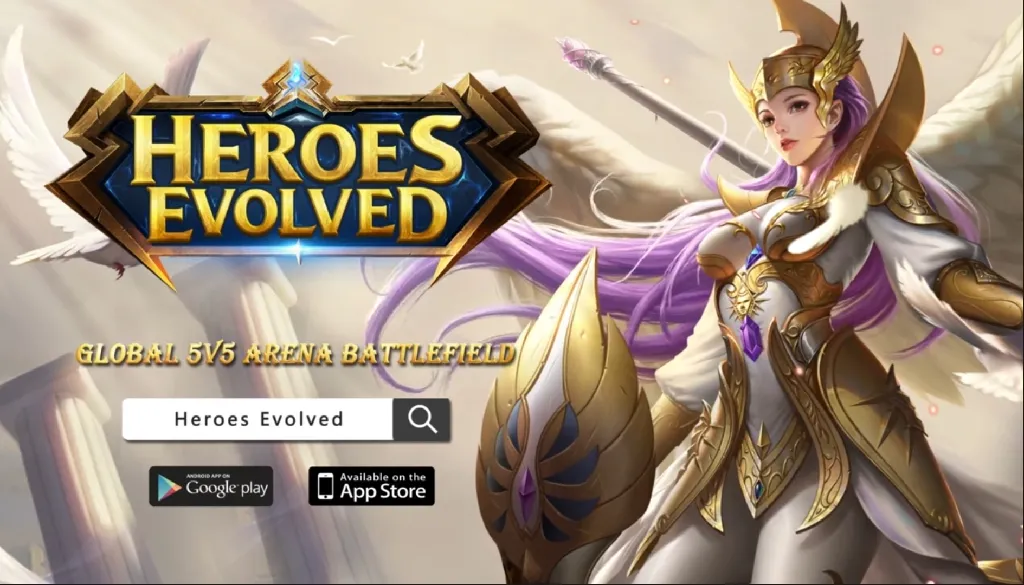 HEROES
EVOLVED
GLOBAL 5V5 ARENA BATTLEFIELD
Heroes Evolved
ANDROID APP ON
Google play
Available on the
App Store